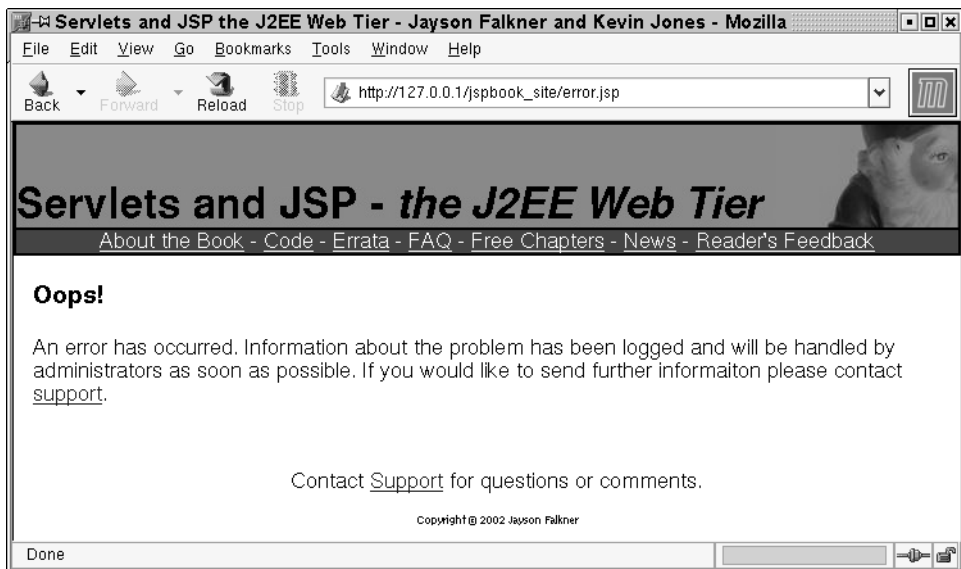 Servlets and JSP the J2EE Web Tier - Jayson Falkner and Kevin Jones - Mozilla
File Edit View Go Bookmarks Tools Window Help
Back Forward Reload Stop http://127.0.0.1/jspbook_site/error.jsp
Servlets and JSP - the J2EE Web Tier
About the Book - Code - Errata - FAQ - Free Chapters - News - Reader's Feedback
Oops!
An error has occurred. Information about the problem has been logged and will be handled by
administrators as soon as possible. If you would like to send further informaiton please contact
support.
Contact Support for questions or comments.
Copyright © 2002 Jayson Falkner
Done